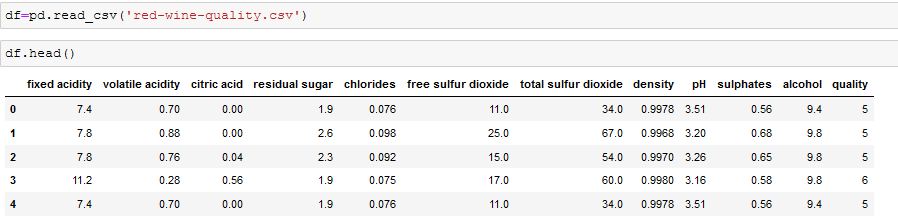 df=pd.read_csv('red-wine-quality.csv')
df.head()
fixed acidity volatile acidity citric acid residual sugar chlorides free sulfur dioxide total sulfur dioxide density pH sulphates alcohol quality
0 7.4 0.70 0.00 1.9 0.076 11.0 34.0 0.9978 3.51 0.56 9.4 5
1 7.8 0.88 0.00 2.6 0.098 25.0 67.0 0.9968 3.20 0.68 9.8 5
2 7.8 0.76 0.04 2.3 0.092 15.0 54.0 0.9970 3.26 0.65 9.8 5
3 11.2 0.28 0.56 1.9 0.075 17.0 60.0 0.9980 3.16 0.58 9.8 6
4 7.4 0.70 0.00 1.9 0.076 11.0 34.0 0.9978 3.51 0.56 9.4 5